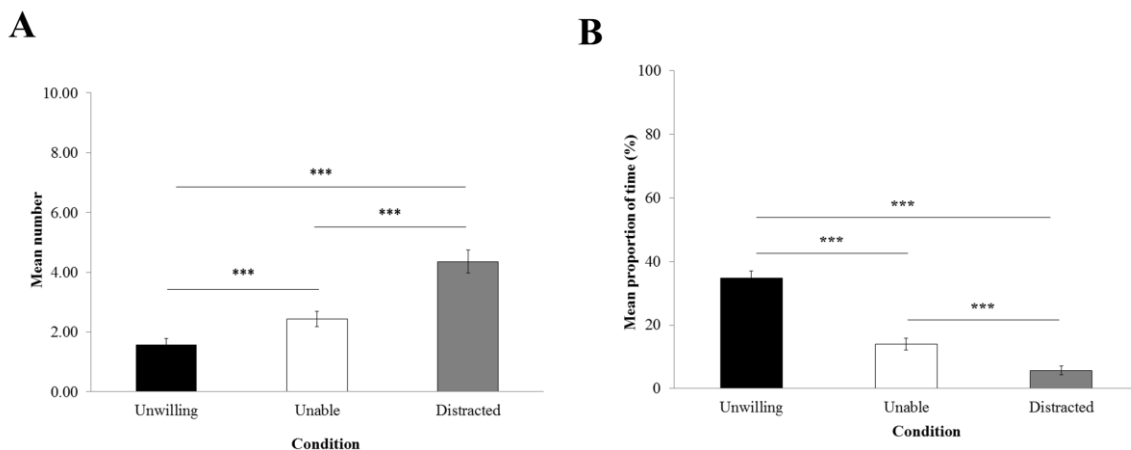 A
Mean number
10.00
8.00
6.00
4.00
2.00
0.00
***
***
***
Unwilling Unable Distracted
Condition
B
Mean proportion of time (%)
100
80
60
40
20
0
***
***
***
Unwilling Unable Distracted
Condition